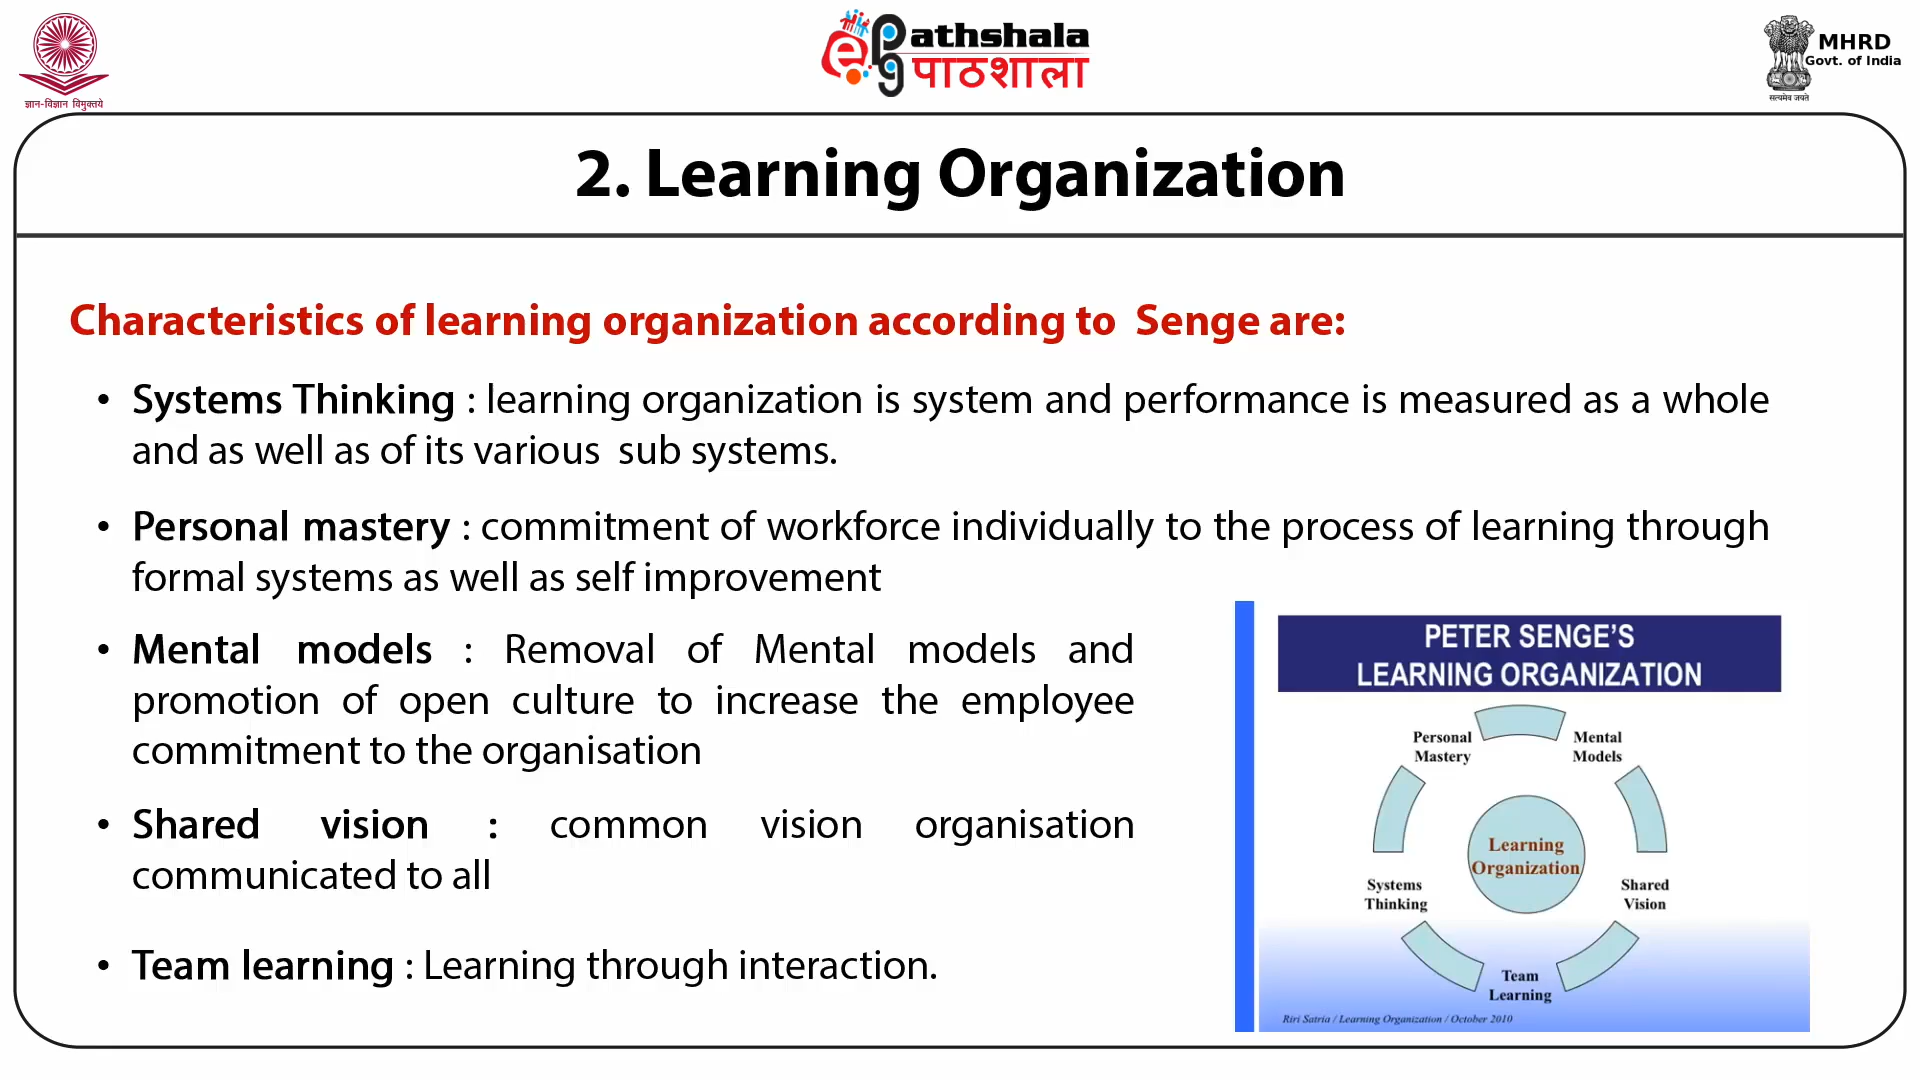 ज्ञान-विज्ञान विमुक्तये
ePathshala
पाठशाला
MHRD
Govt. of India
सत्यमेव जयते
2. Learning Organization
Characteristics of learning organization according to Senge are:
• Systems Thinking : learning organization is system and performance is measured as a whole
and as well as of its various sub systems.
• Personal mastery : commitment of workforce individually to the process of learning through
formal systems as well as self improvement
• Mental models : Removal of Mental models and
promotion of open culture to increase the employee
commitment to the organisation
• Shared vision : common vision organisation
communicated to all
• Team learning : Learning through interaction.
PETER SENGE'S
LEARNING ORGANIZATION
Personal
Mastery
Mental
Models
Learning
Organization
Systems
Thinking
Shared
Vision
Team
Learning
Riri Satria / Learning Organization / October 2010